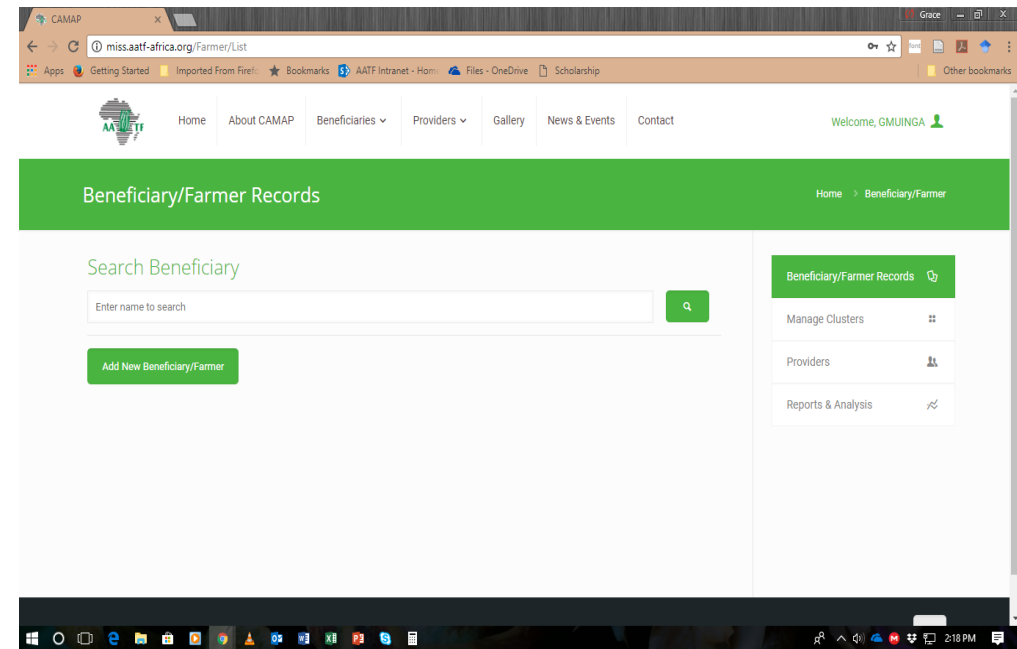 CAMAP
Grace
miss.aatf-africa.org/Farmer/List
Apps Getting Started Imported From Firefo Bookmarks AATF Intranet - Home Files - OneDrive Scholarship Other bookmarks
AATF
Home About CAMAP Beneficiaries Providers Gallery News & Events Contact Welcome, GMUINGA
Beneficiary/Farmer Records
Home > Beneficiary/Farmer
Search Beneficiary
Enter name to search
Add New Beneficiary/Farmer
Beneficiary/Farmer Records
Manage Clusters
Providers
Reports & Analysis
2:18 PM